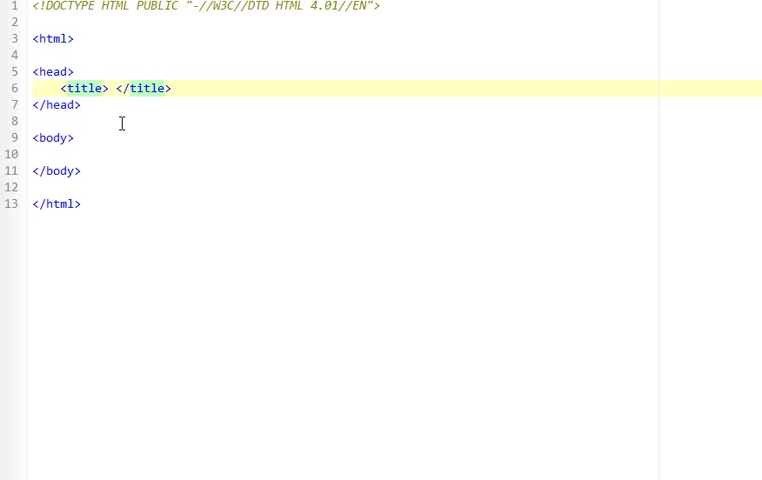 1 <!DOCTYPE HTML PUBLIC "-//W3C//DTD HTML 4.01//EN">
2
3 <html>
4
5 <head>
6 <title> </title>
7 </head>
8
9 <body>
10
11 </body>
12
13 </html>